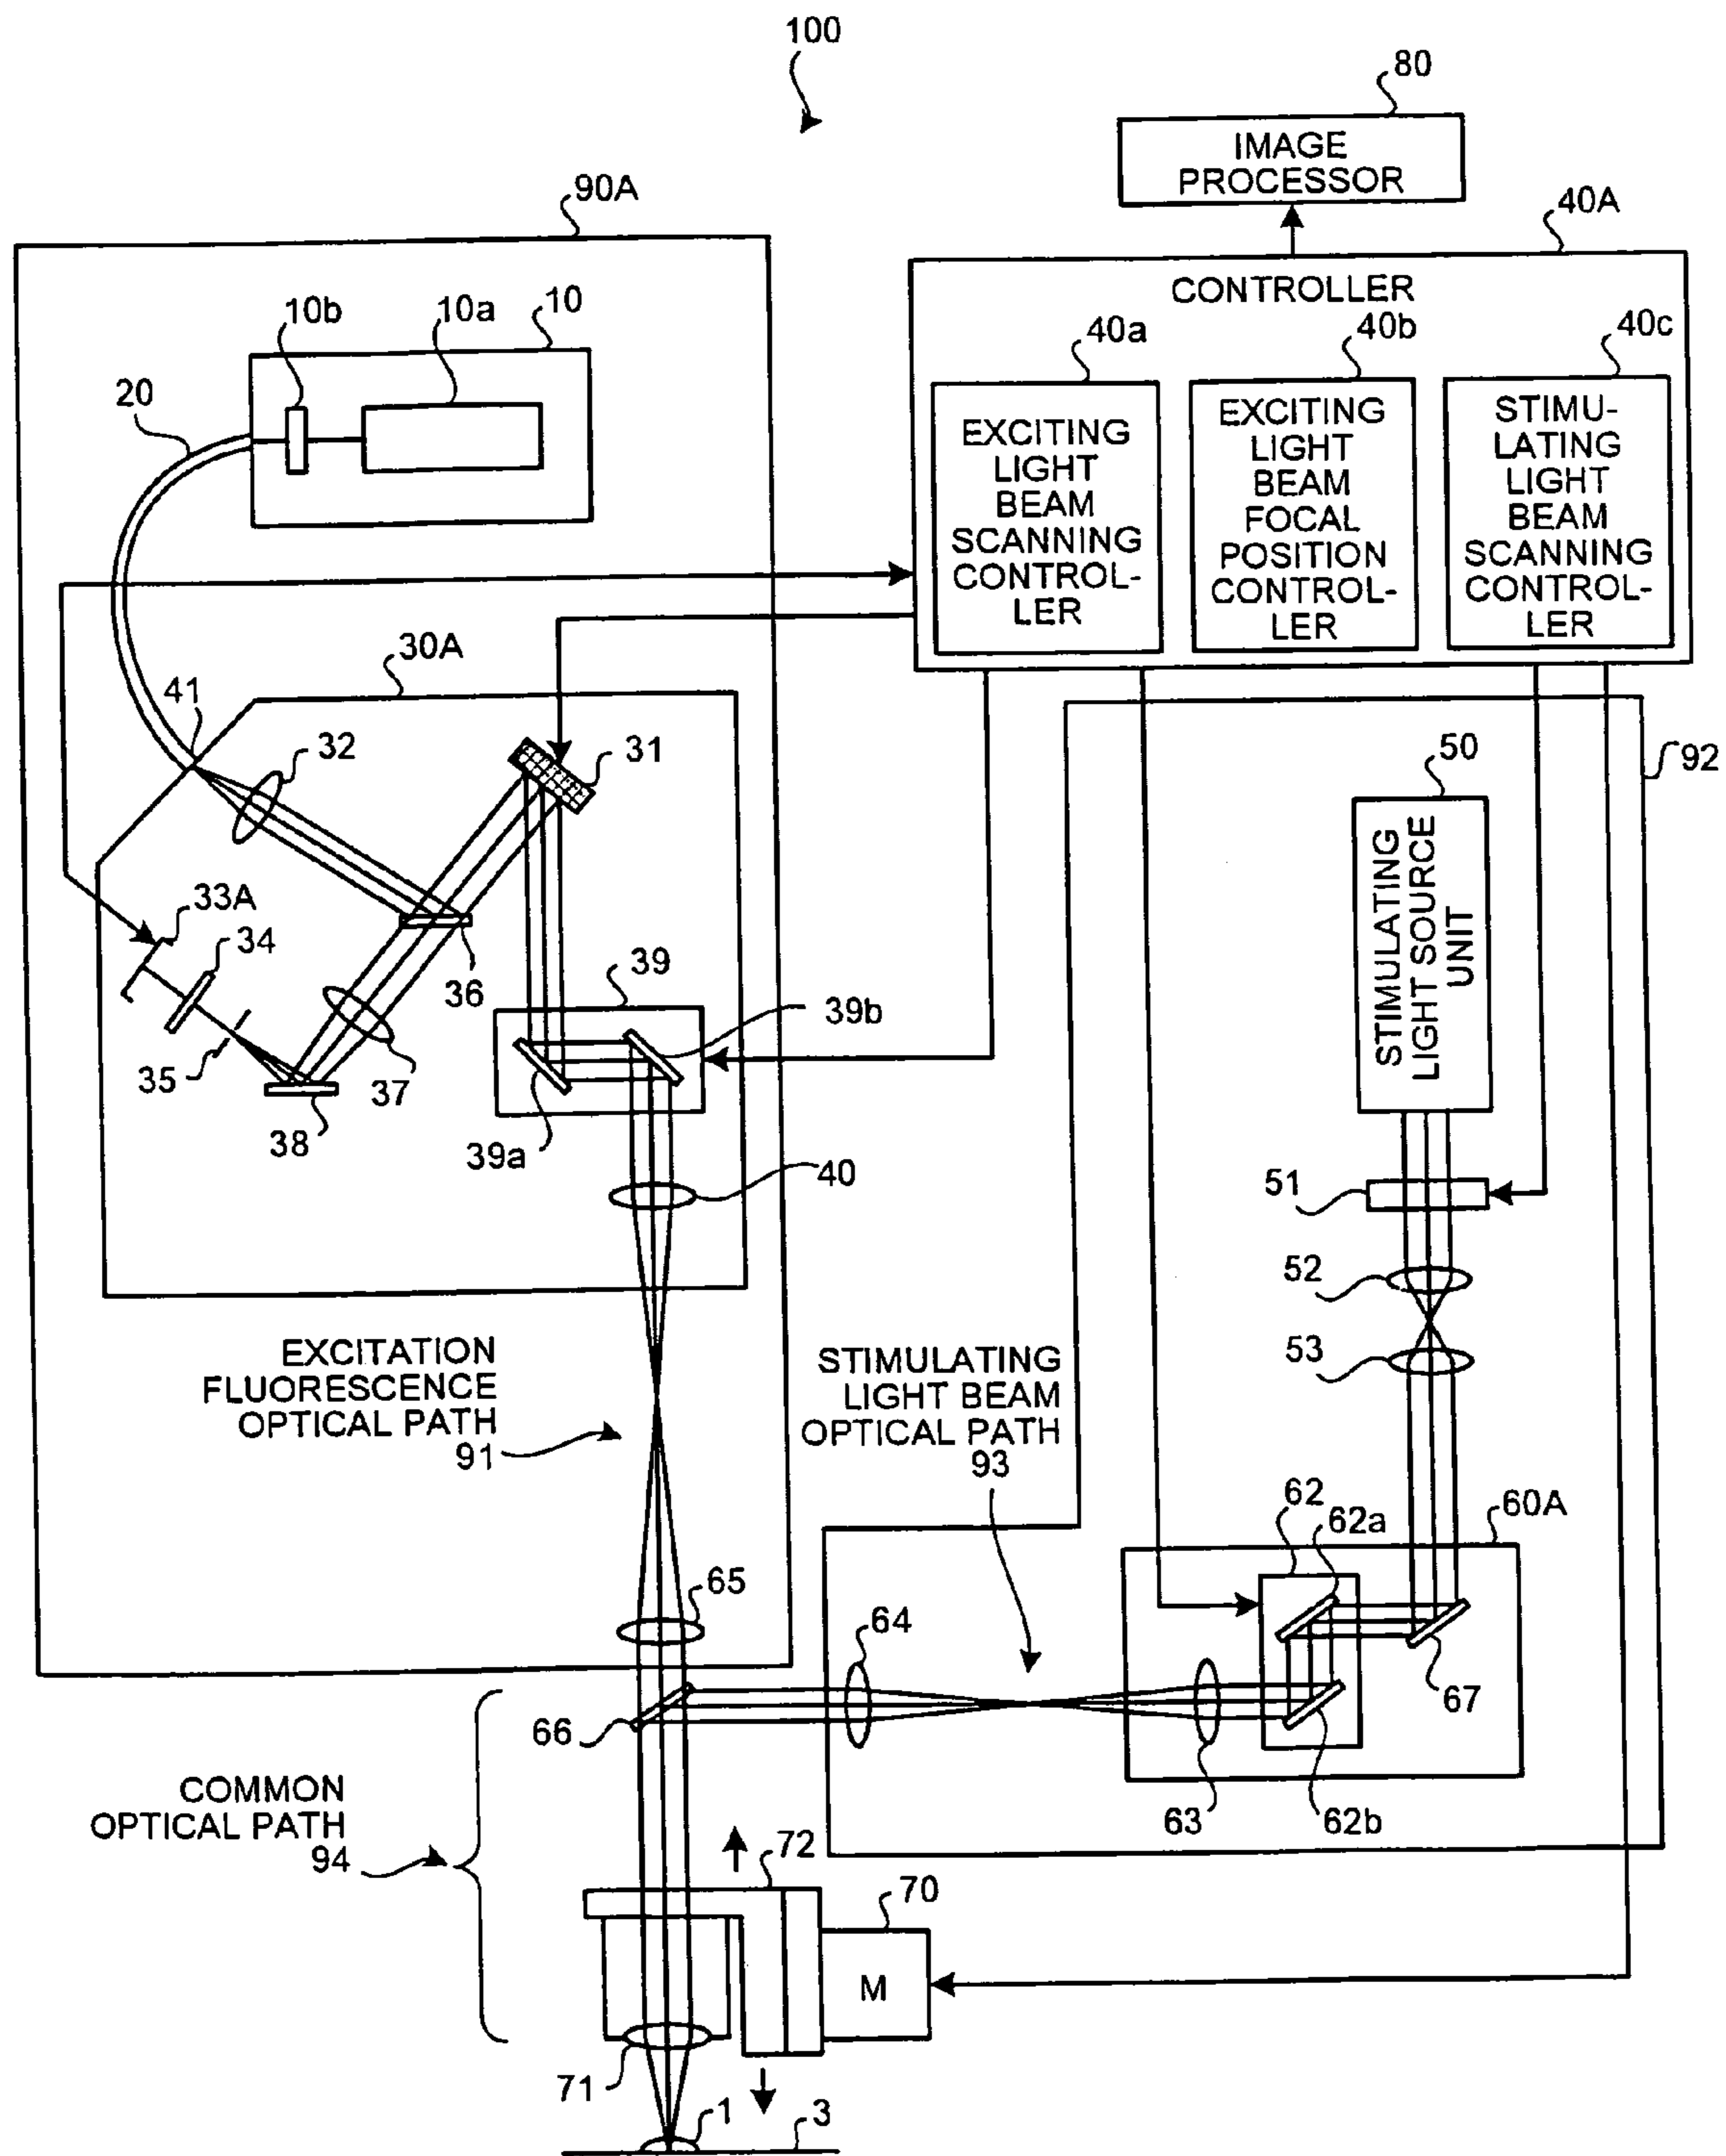 100
80
IMAGE
PROCESSOR
90A
40A
CONTROLLER
10b
10a
10
40a
40b
40c
20
EXCITING
LIGHT
BEAM
SCANNING
CONTROL-
LER
EXCITING
LIGHT
BEAM
FOCAL
POSITION
CONTROL-
LER
STIMU-
LATING
LIGHT
BEAM
SCANNING
CONTROL-
LER
30A
41
32
31
50
92
STIMULATING
LIGHT SOURCE
UNIT
33A
34
36
39
39b
35
37
38
39a
40
51
52
53
EXCITATION
FLUORESCENCE
OPTICAL PATH
91
STIMULATING
LIGHT BEAM
OPTICAL PATH
93
62
62a
60A
65
64
66
67
63
62b
COMMON
OPTICAL PATH
94
72
70
M
71
1
3